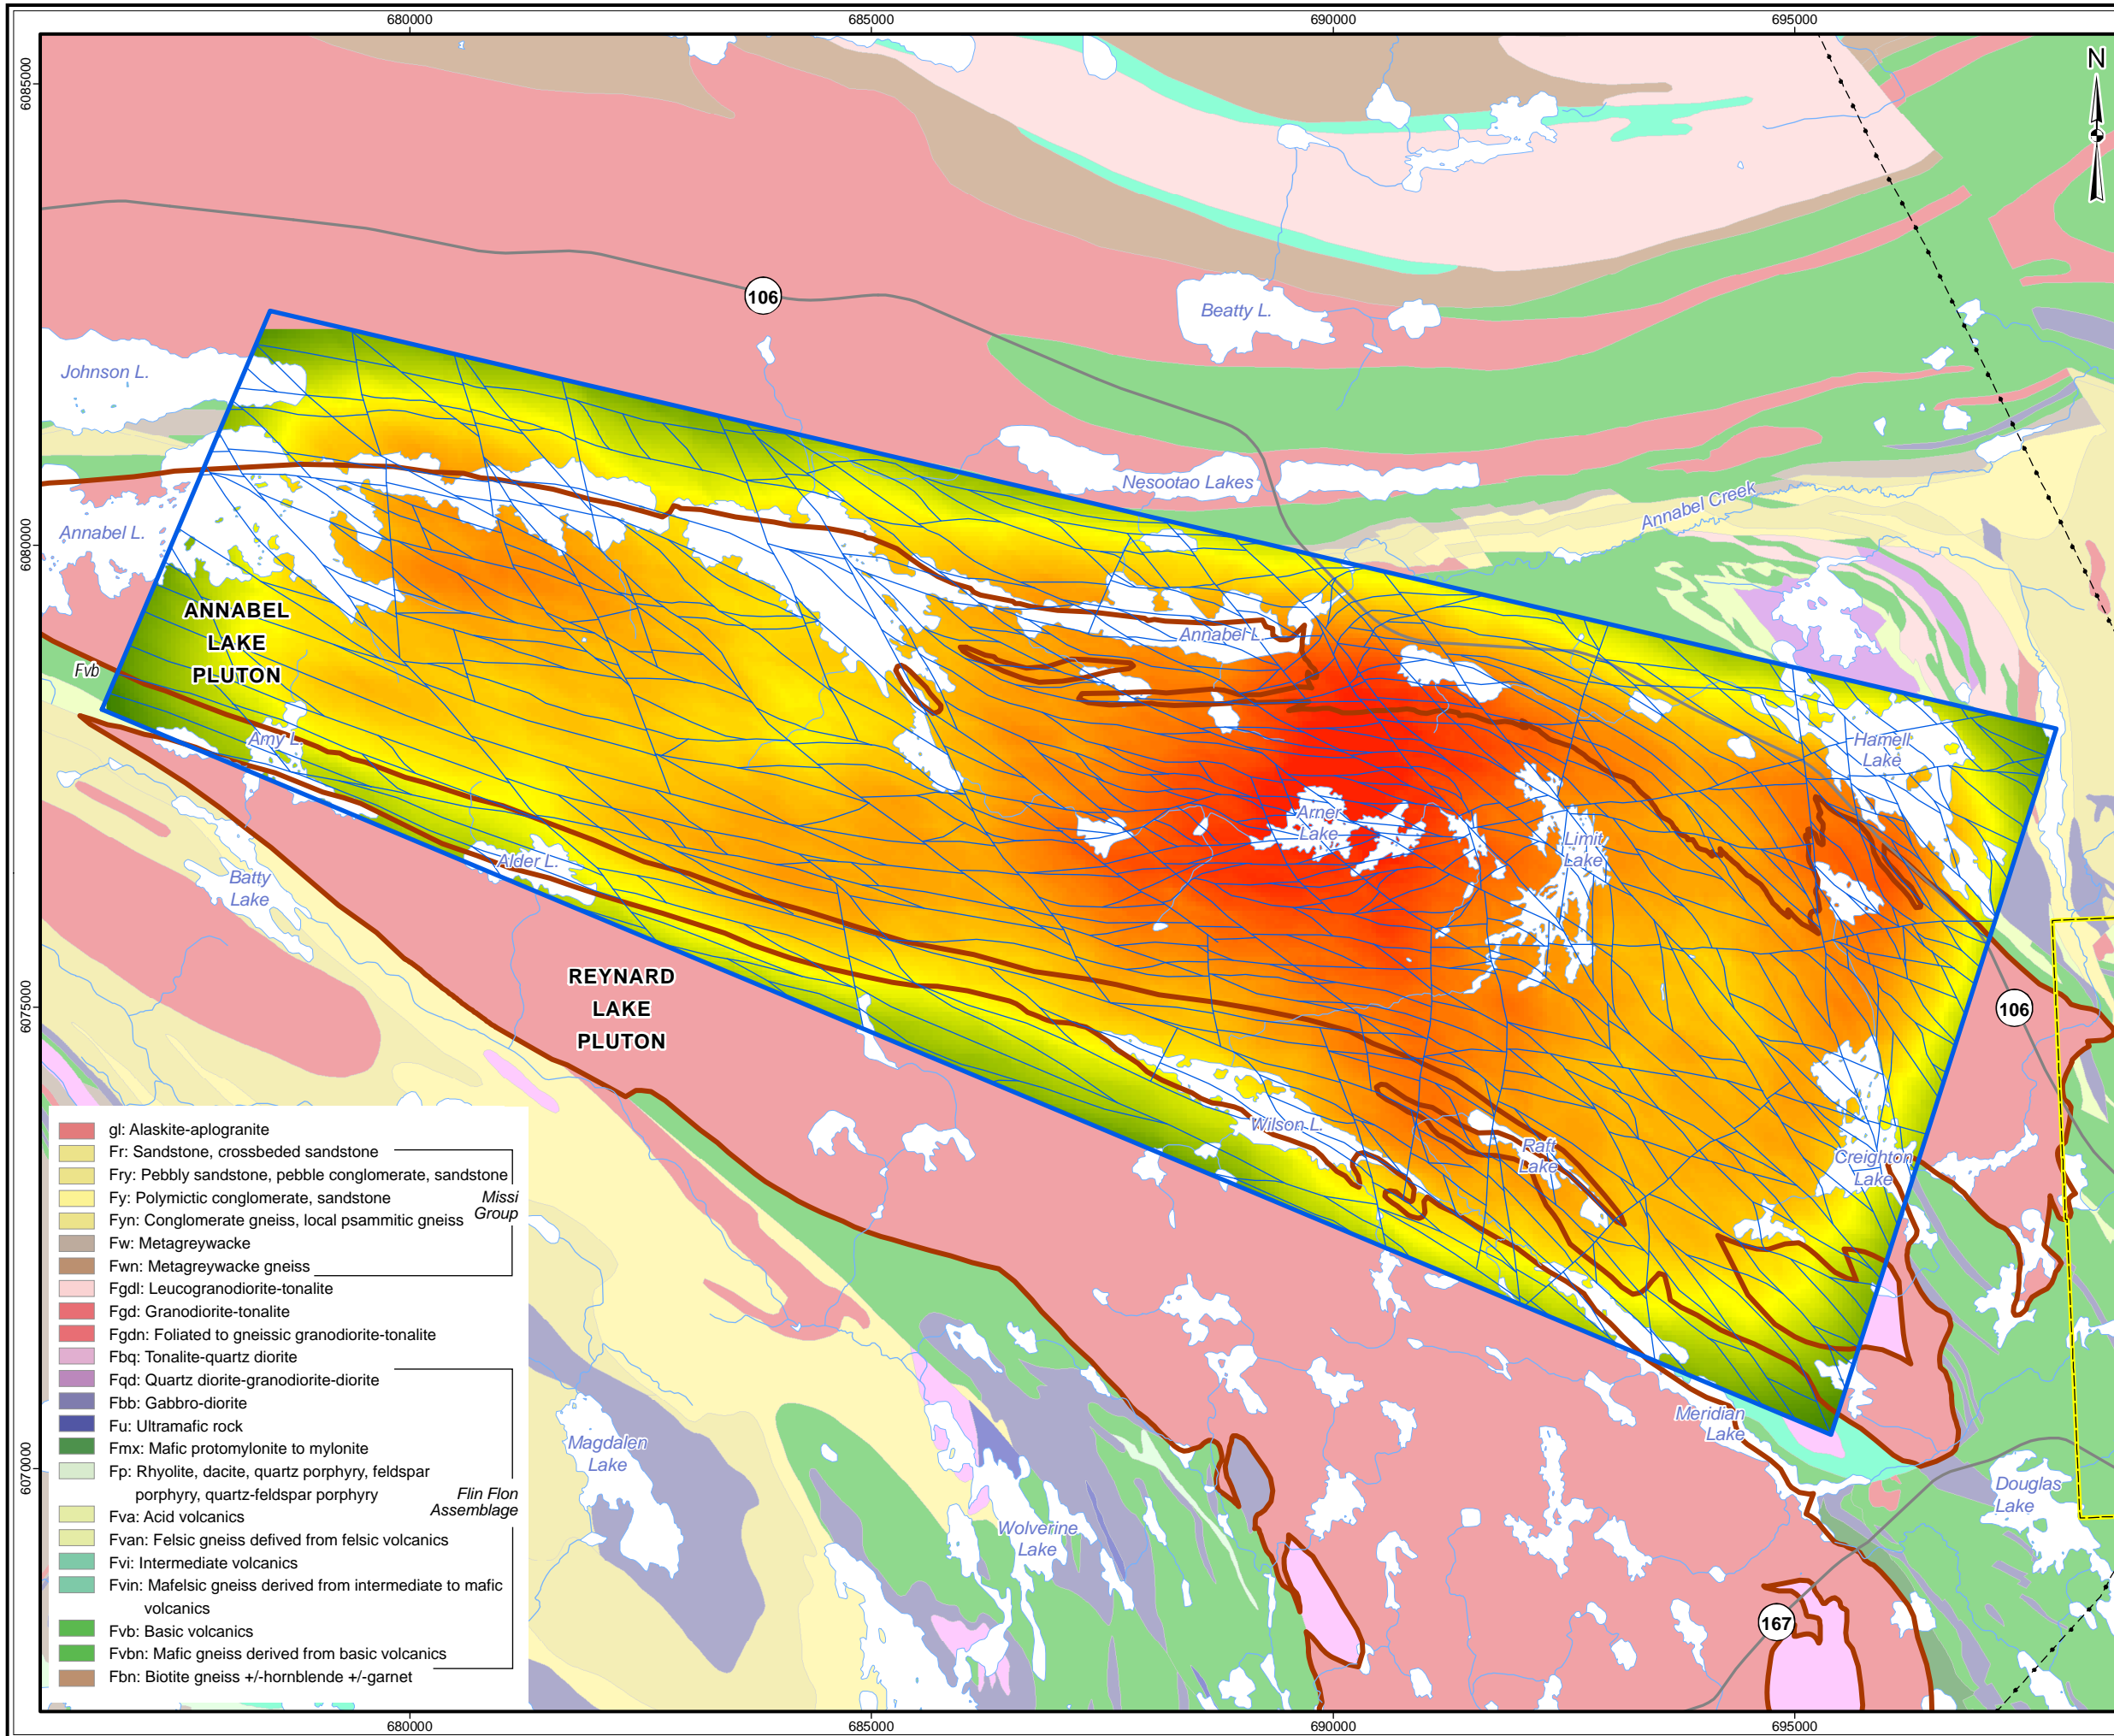 680000
685000
690000
695000
6085000
N
106
Beatty L.
Johnson L.
Nesootao Lakes
Annabel Creek
6080000
Annabel L.
ANNABEL
LAKE
PLUTON
Annabel L.
Fvb
Amy L.
Hamell
Lake
Arner
Lake
Limit
Lake
Alder L.
Batty
Lake
REYNARD
LAKE
PLUTON
6075000
106
Wilson L.
Raft
Lake
Creighton
Lake
gl: Alaskite-aplogranite
Fr: Sandstone, crossbeded sandstone
Fry: Pebbly sandstone, pebble conglomerate, sandstone
Fy: Polymictic conglomerate, sandstone
Missi
Group
Fyn: Conglomerate gneiss, local psammitic gneiss
Fw: Metagreywacke
Fwn: Metagreywacke gneiss
Fgdl: Leucogranodiorite-tonalite
Fgd: Granodiorite-tonalite
Fgdn: Foliated to gneissic granodiorite-tonalite
Fbq: Tonalite-quartz diorite
Fqd: Quartz diorite-granodiorite-diorite
Fbb: Gabbro-diorite
Fu: Ultramafic rock
Fmx: Mafic protomylonite to mylonite
Fp: Rhyolite, dacite, quartz porphyry, feldspar
porphyry, quartz-feldspar porphyry
Flin Flon
Assemblage
Fva: Acid volcanics
Fvan: Felsic gneiss defived from felsic volcanics
Fvi: Intermediate volcanics
Fvin: Mafelsic gneiss derived from intermediate to mafic
volcanics
Fvb: Basic volcanics
Fvbn: Mafic gneiss derived from basic volcanics
Fbn: Biotite gneiss +/-hornblende +/-garnet
Meridian
Lake
Magdalen
Lake
6070000
Douglas
Lake
Wolverine
Lake
167
680000
685000
690000
695000